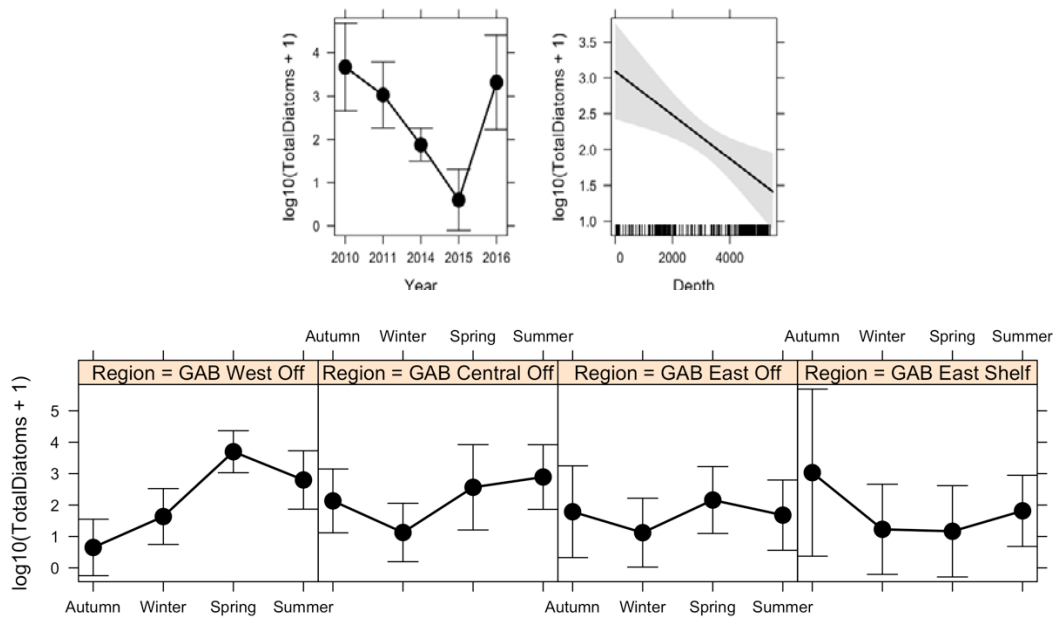 log10(TotalDiatoms + 1)
4
3
2
1
0
2010 2011 2014 2015 2016
Year
log10(TotalDiatoms + 1)
3.5
3.0
2.5
2.0
1.5
1.0
0 2000 4000
Depth
Autumn Winter Spring Summer Autumn Winter Spring Summer
Region = GAB West Off Region = GAB Central Off Region = GAB East Off Region = GAB East Shelf
log10(TotalDiatoms + 1)
5
4
3
2
1
0
Autumn Winter Spring Summer Autumn Winter Spring Summer